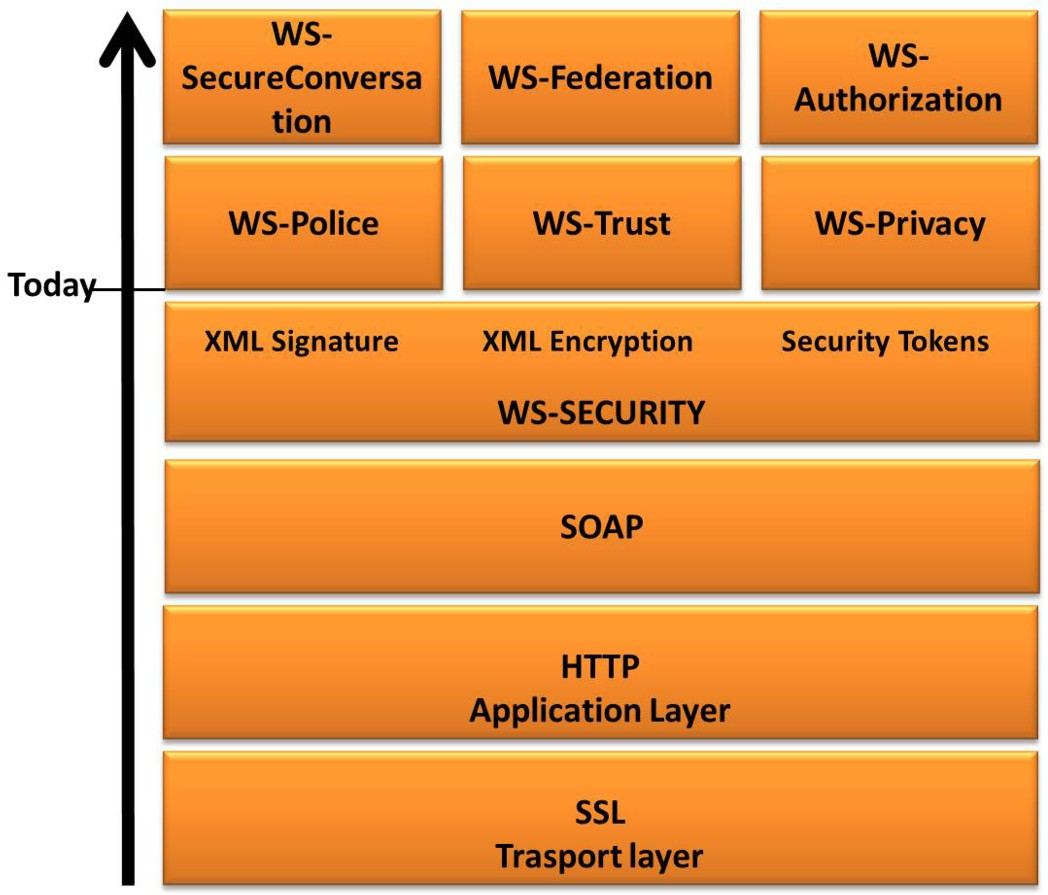 WS-
SecureConversa
tion
WS-Federation
WS-
Authorization
WS-Police
WS-Trust
WS-Privacy
Today
XML Signature
XML Encryption
Security Tokens
WS-SECURITY
SOAP
HTTP
Application Layer
SSL
Trasport layer